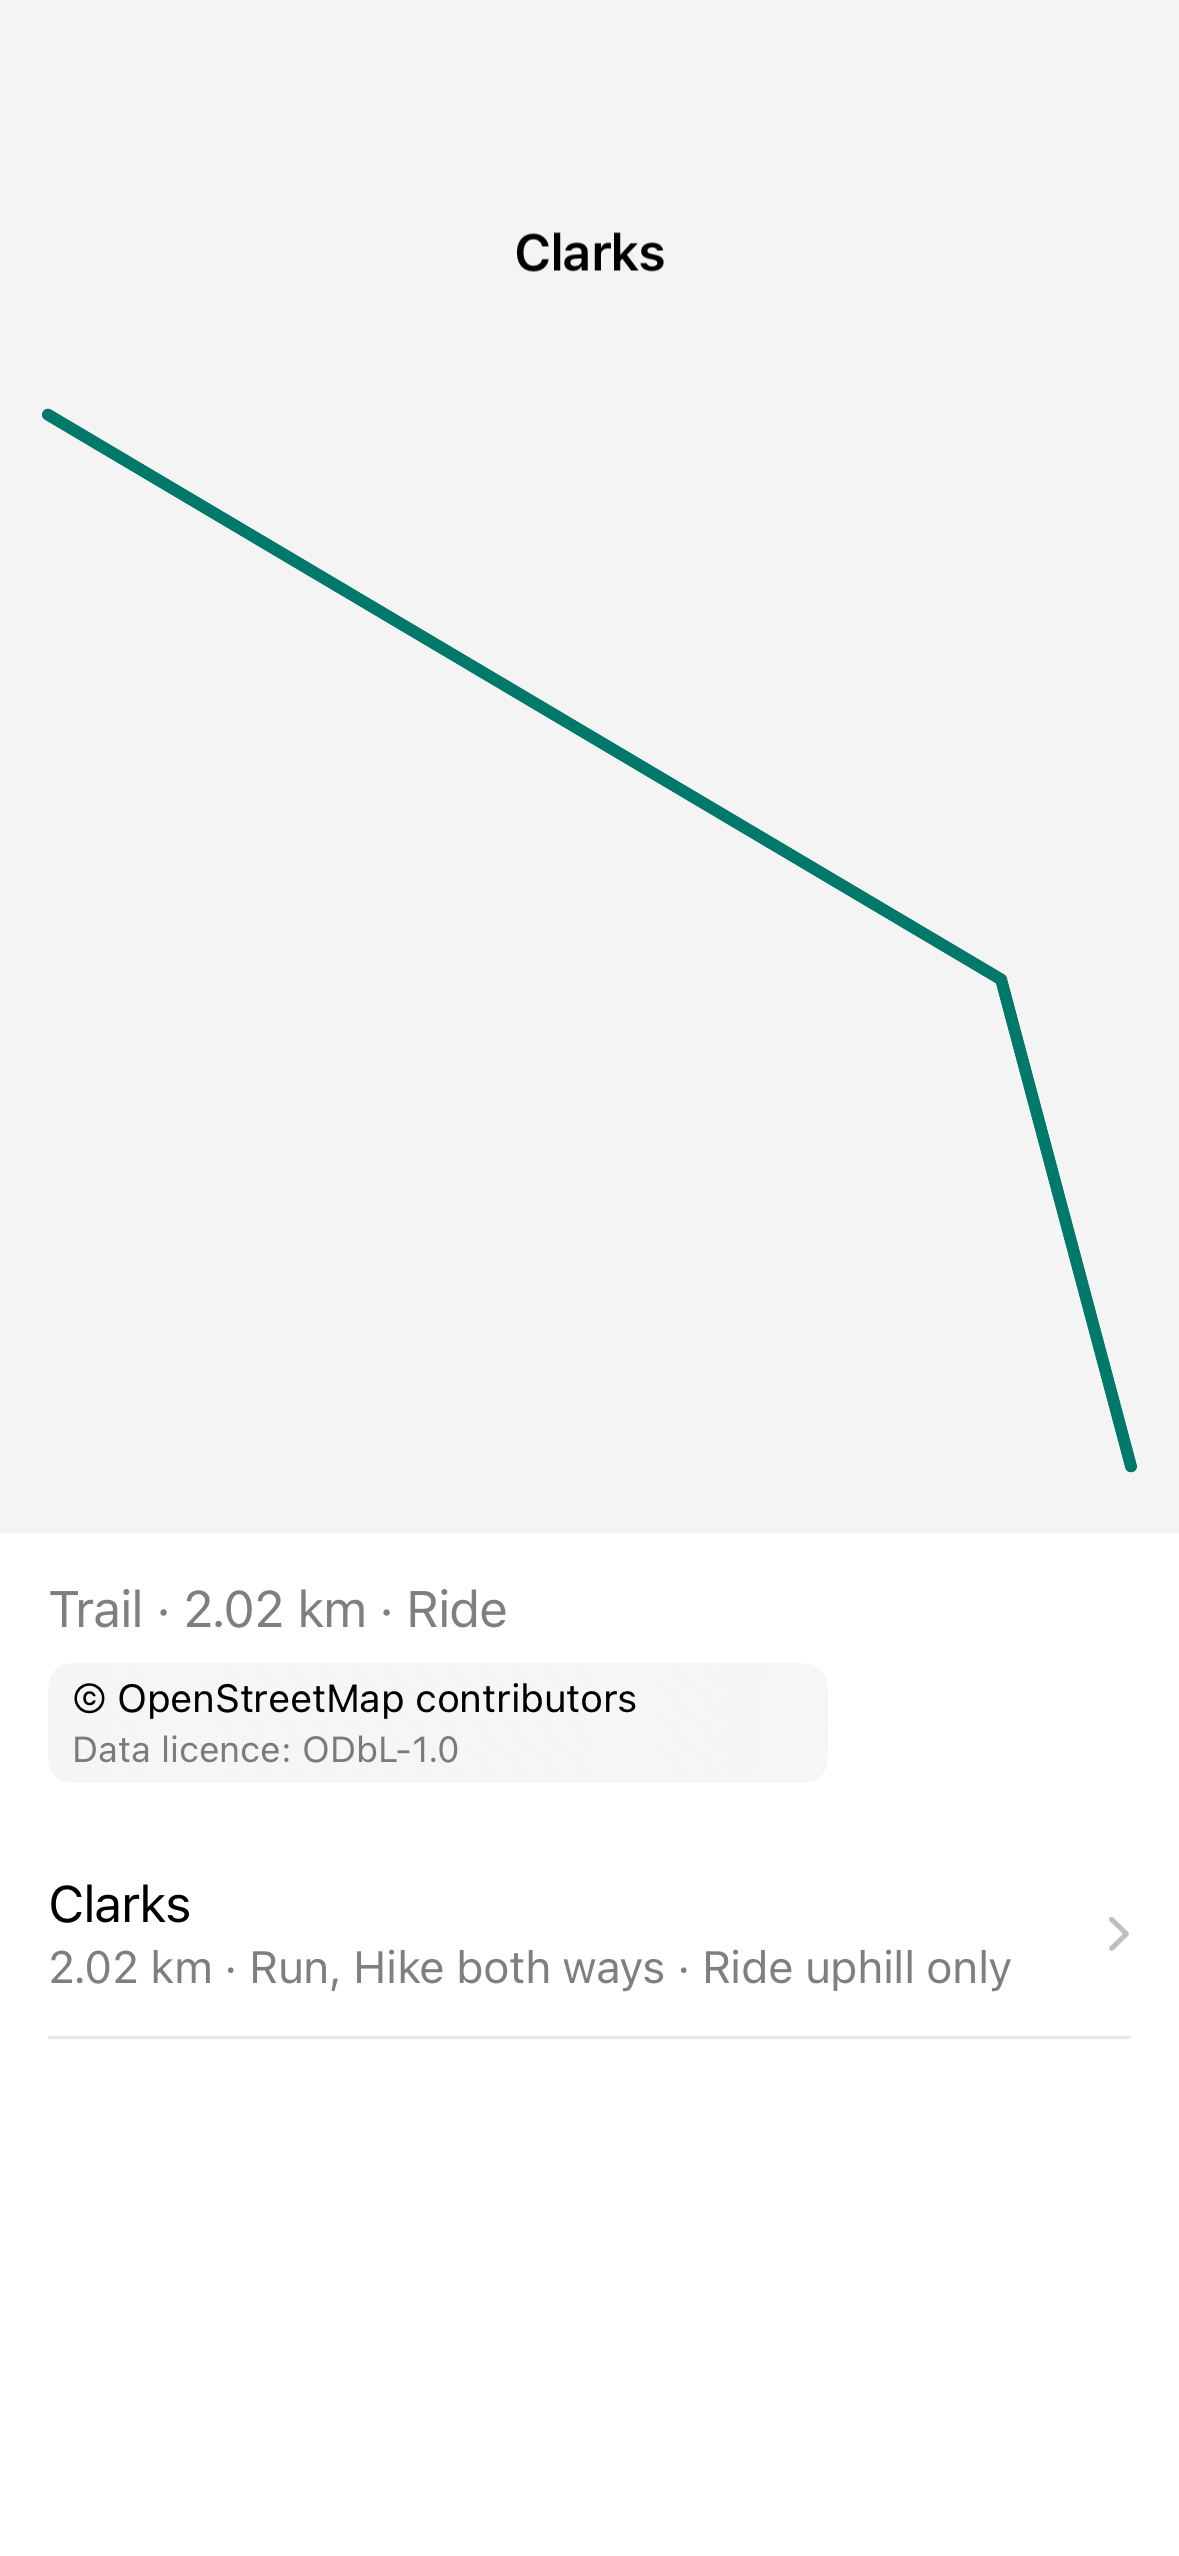 Clarks
Trail · 2.02 km · Ride
© OpenStreetMap contributors
Data licence: ODbL-1.0
Clarks
2.02 km · Run, Hike both ways · Ride uphill only